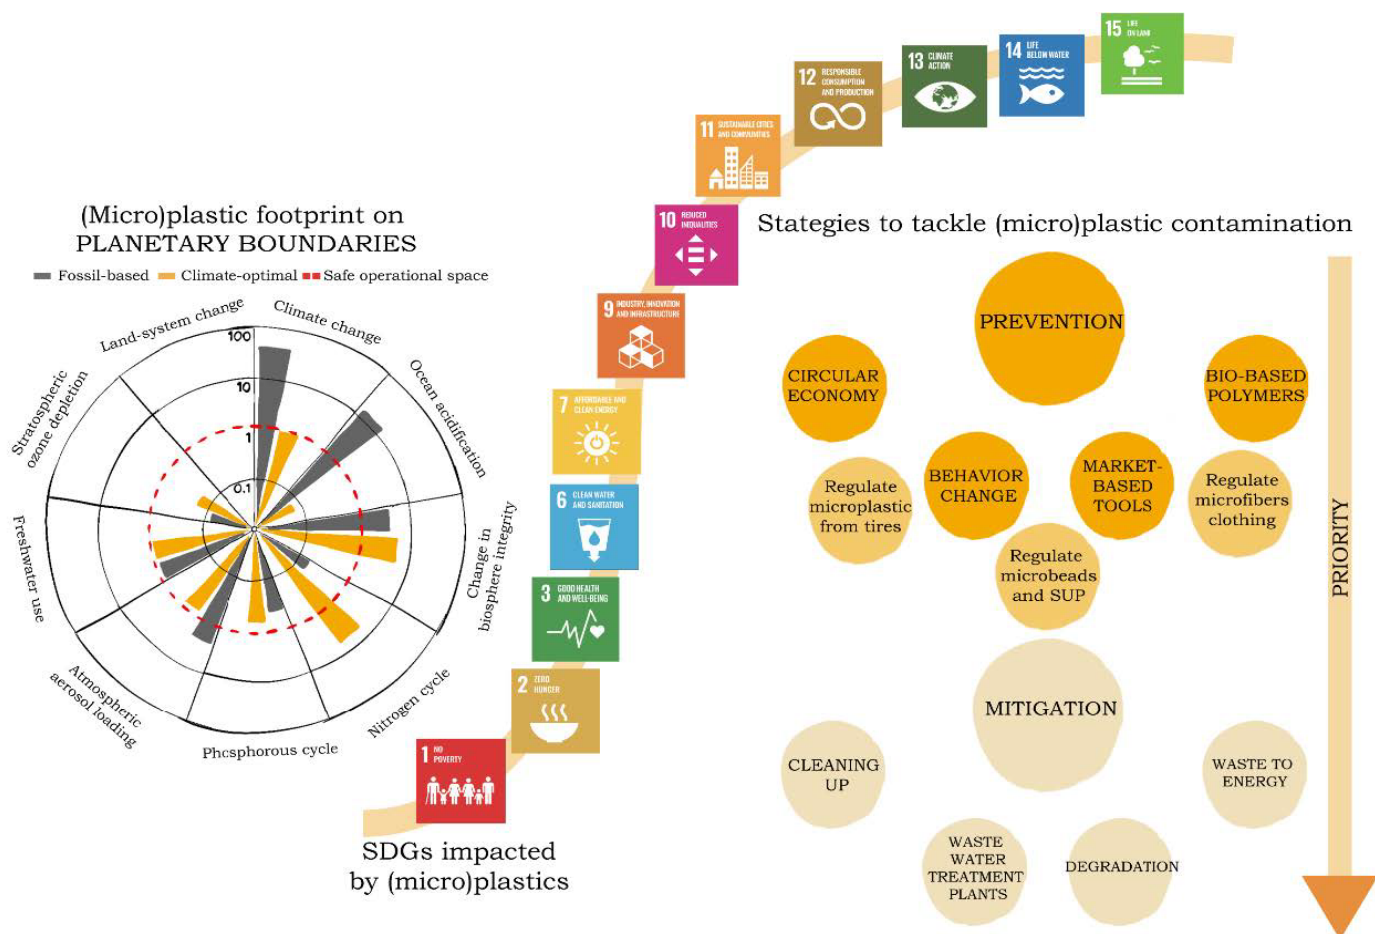 (Micro)plastic footprint on
PLANETARY BOUNDARIES
Fossil-based
Climate-optimal
Safe operational space
Land-system change
Climate change
Ocean acidification
Change in
biosphere integrity
Nitrogen cycle
Phcsphorous cycle
Atmospheric
aerosol loading
Freshwater use
Stratospheric
ozone depletion
100
10
1
0.1
1 NO
POVERTY
2 ZERO
HUNGER
3 GOOD HEALTH
AND WELL-BEING
6 CLEAN WATER
AND SANITATION
7 AFFORDABLE AND
CLEAN ENERGY
9 INDUSTRY, INNOVATION
AND INFRASTRUCTURE
10 REDUCED
INEQUALITIES
11 SUSTAINABLE CITIES
AND COMMUNITIES
12 RESPONSIBLE
CONSUMPTION
AND PRODUCTION
13 CLIMATE
ACTION
14 LIFE
BELOW WATER
15 LIFE
ON LAND
SDGs impacted
by (micro)plastics
Stategies to tackle (micro)plastic contamination
PREVENTION
CIRCULAR
ECONOMY
BIO-BASED
POLYMERS
BEHAVIOR
CHANGE
MARKET-
BASED
TOOLS
Regulate
microplastic
from tires
Regulate
microfibers
clothing
Regulate
microbeads
and SUP
MITIGATION
CLEANING
UP
WASTE TO
ENERGY
WASTE
WATER
TREATMENT
PLANTS
DEGRADATION
PRIORITY